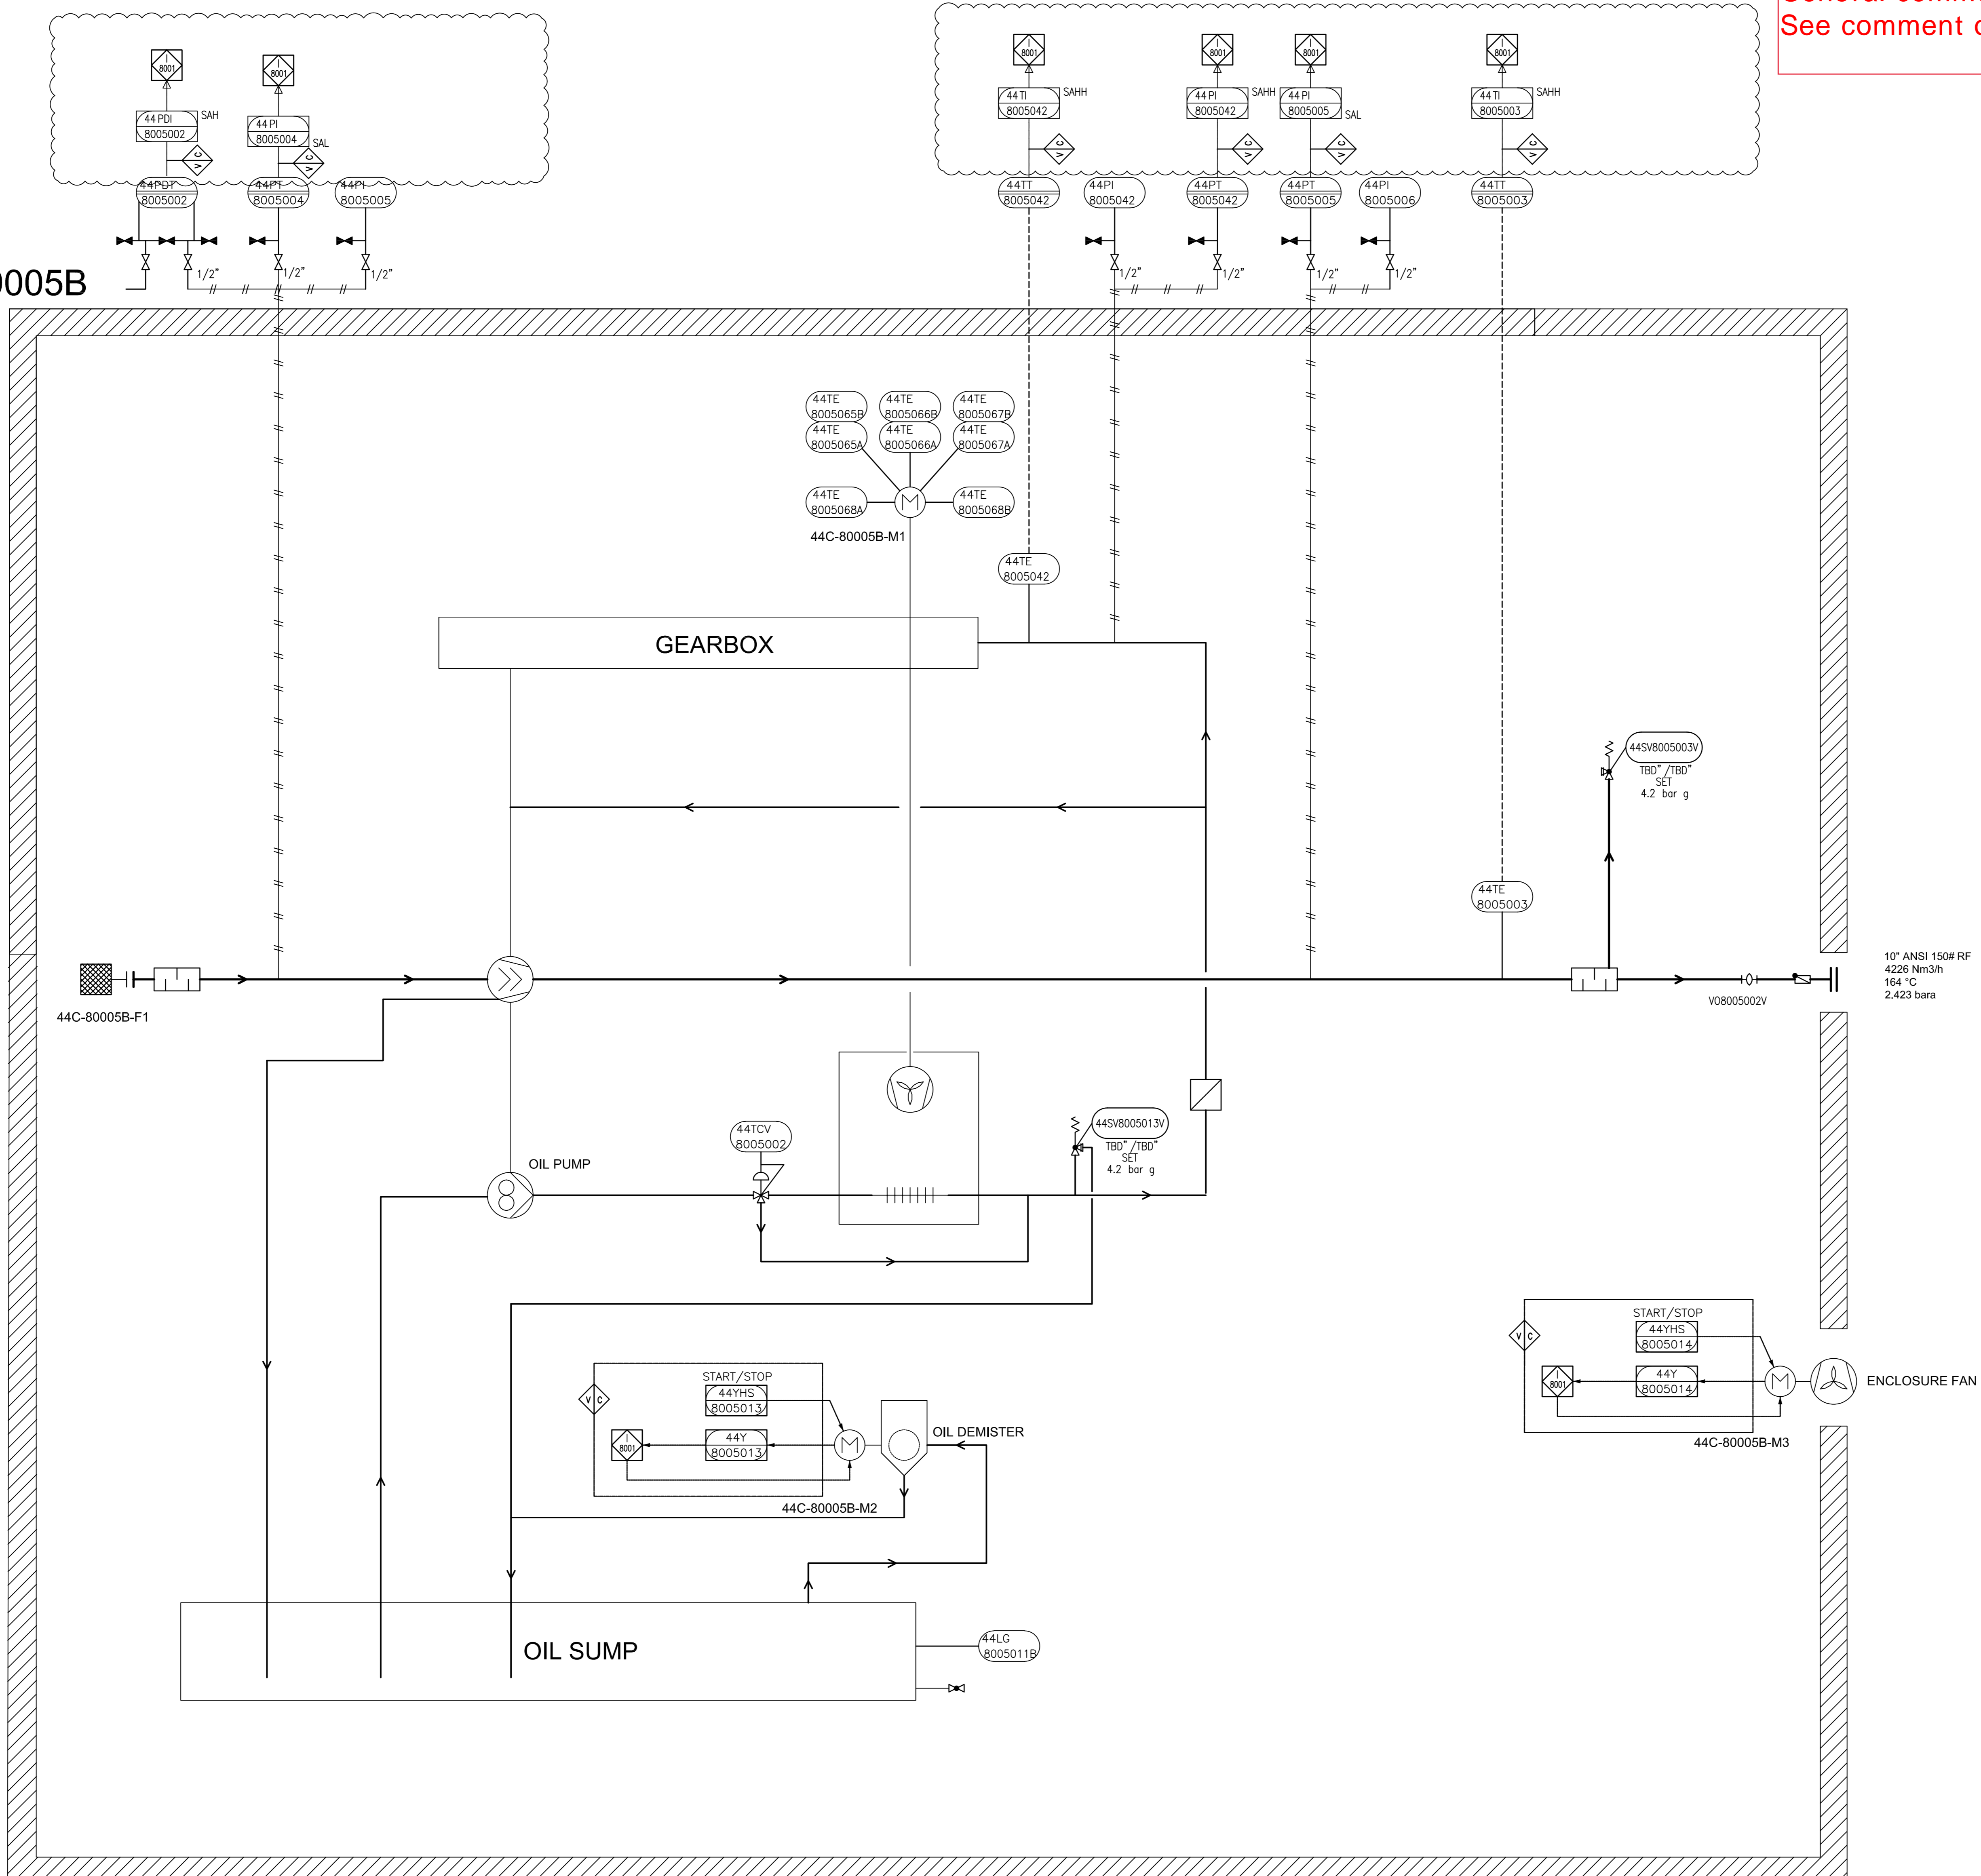 See comment
I
8001
I
8001
I
8001
I
8001
I
8001
I
8001
44 PDI
8005002
SAH
44 PI
8005004
SAL
44 TI
8005042
SAHH
44 PI
8005042
SAHH
44 PI
8005005
SAL
44 TI
8005003
SAHH
V C
V C
V C
V C
V C
V C
44PDT
8005002
44PT
8005004
44PI
8005005
44TT
8005042
44PI
8005042
44PT
8005042
44PT
8005005
44PI
8005006
44TT
8005003
1/2"
1/2"
1/2"
1/2"
1/2"
1/2"
1/2"
0005B
44TE
8005065B
44TE
8005066B
44TE
8005067B
44TE
8005065A
44TE
8005066A
44TE
8005067A
44TE
8005068A
M
44TE
8005068B
44C-80005B-M1
44TE
8005042
GEARBOX
44SV8005003V
TBD"/TBD"
SET
4.2 bar g
44TE
8005003
10" ANSI 150# RF
4226 Nm3/h
164 °C
2.423 bara
44C-80005B-F1
VO8005002V
44TCV
8005002
44SV8005013V
TBD"/TBD"
SET
4.2 bar g
OIL PUMP
START/STOP
44YHS
8005014
V C
I
8001
44Y
8005014
M
ENCLOSURE FAN
44C-80005B-M3
START/STOP
44YHS
8005013
V C
I
8001
44Y
8005013
M
OIL DEMISTER
44C-80005B-M2
OIL SUMP
44LG
8005011B